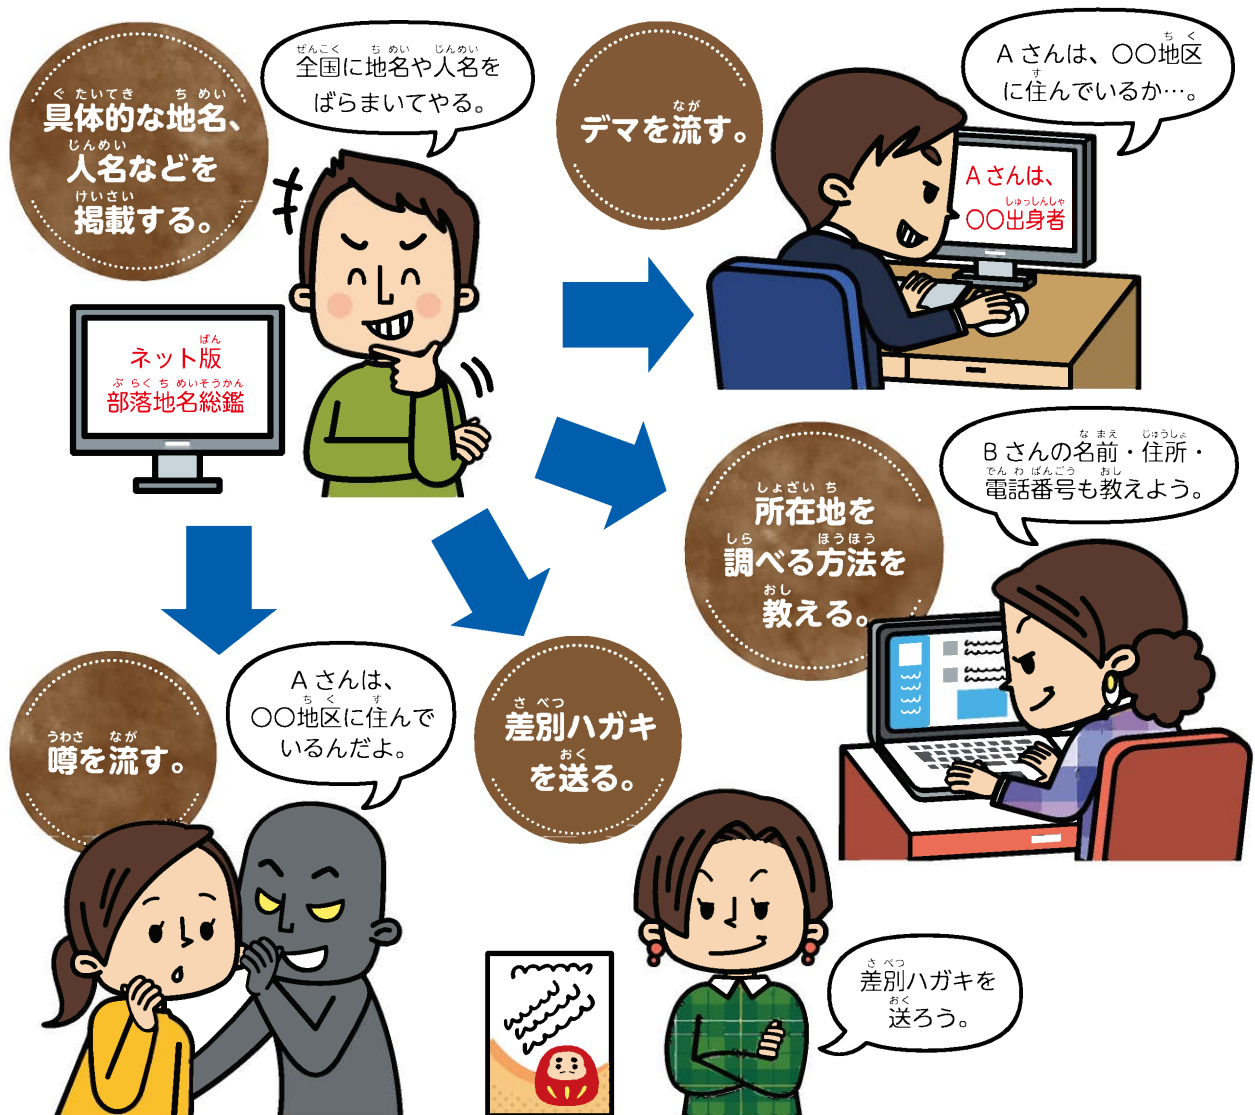 具体的な地名、
人名などを
掲載する。
全国に地名や人名を
ばらまいてやる。
ネット版
部落地名総鑑
デマを流す。
Aさんは、〇〇地区
に住んでいるか…。
Aさんは、
〇〇出身者
所在地を
調べる方法を
教える。
Bさんの名前・住所・
電話番号も教えよう。
噂を流す。
Aさんは、
〇〇地区に住んで
いるんだよ。
差別ハガキ
を送る。
差別ハガキを
送ろう。